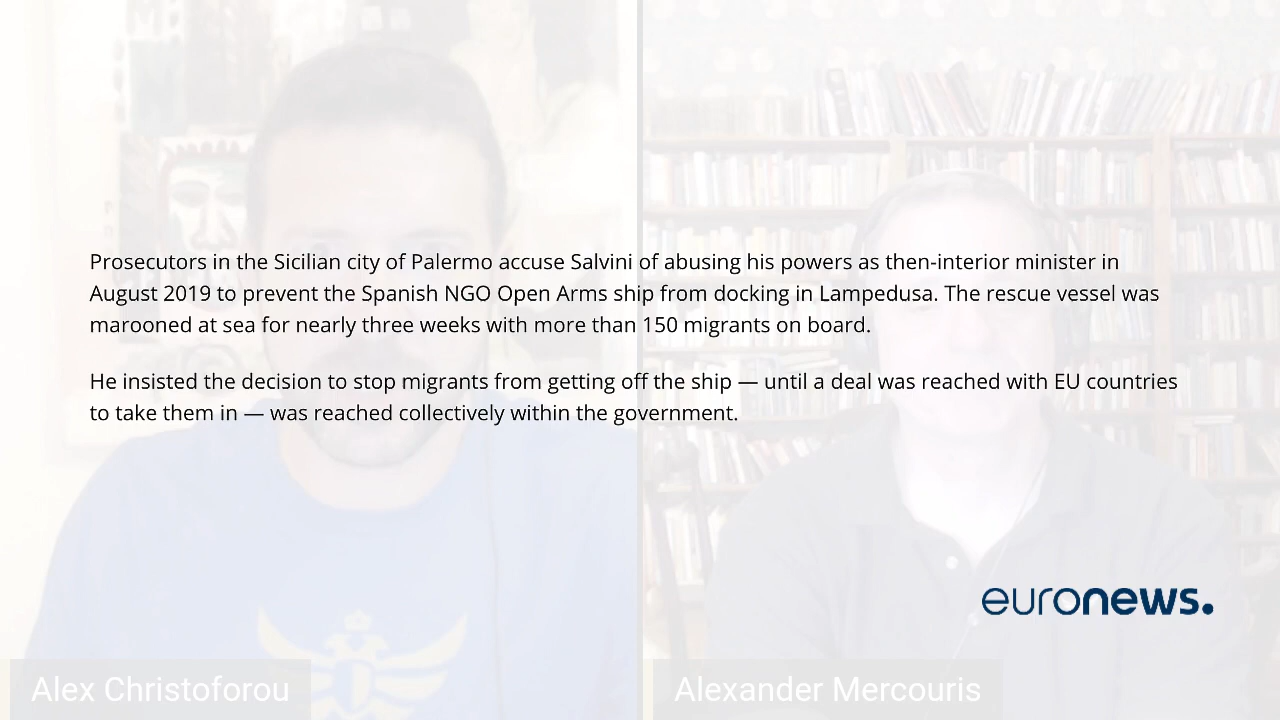 Prosecutors in the Sicilian city of Palermo accuse Salvini of abusing his powers as then-interior minister in
August 2019 to prevent the Spanish NGO Open Arms ship from docking in Lampedusa. The rescue vessel was
marooned at sea for nearly three weeks with more than 150 migrants on board.
He insisted the decision to stop migrants from getting off the ship — until a deal was reached with EU countries
to take them in — was reached collectively within the government.
euronews.
Alex Christoforou
Alexander Mercouris